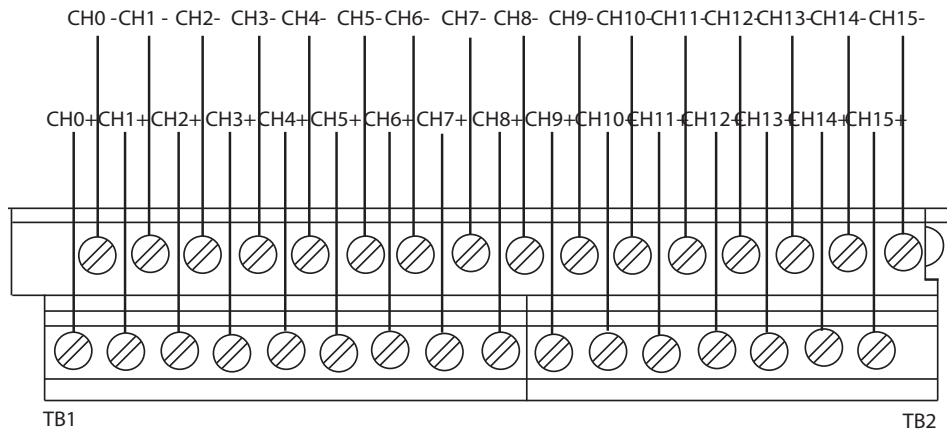 CH0 - CH1 - CH2- CH3- CH4- CH5- CH6- CH7- CH8- CH9- CH10- CH11- CH12- CH13- CH14- CH15-
CH0+ CH1+ CH2+ CH3+ CH4+ CH5+ CH6+ CH7+ CH8+ CH9+ CH10+ CH11+ CH12+ CH13+ CH14+ CH15+
TB1 TB2